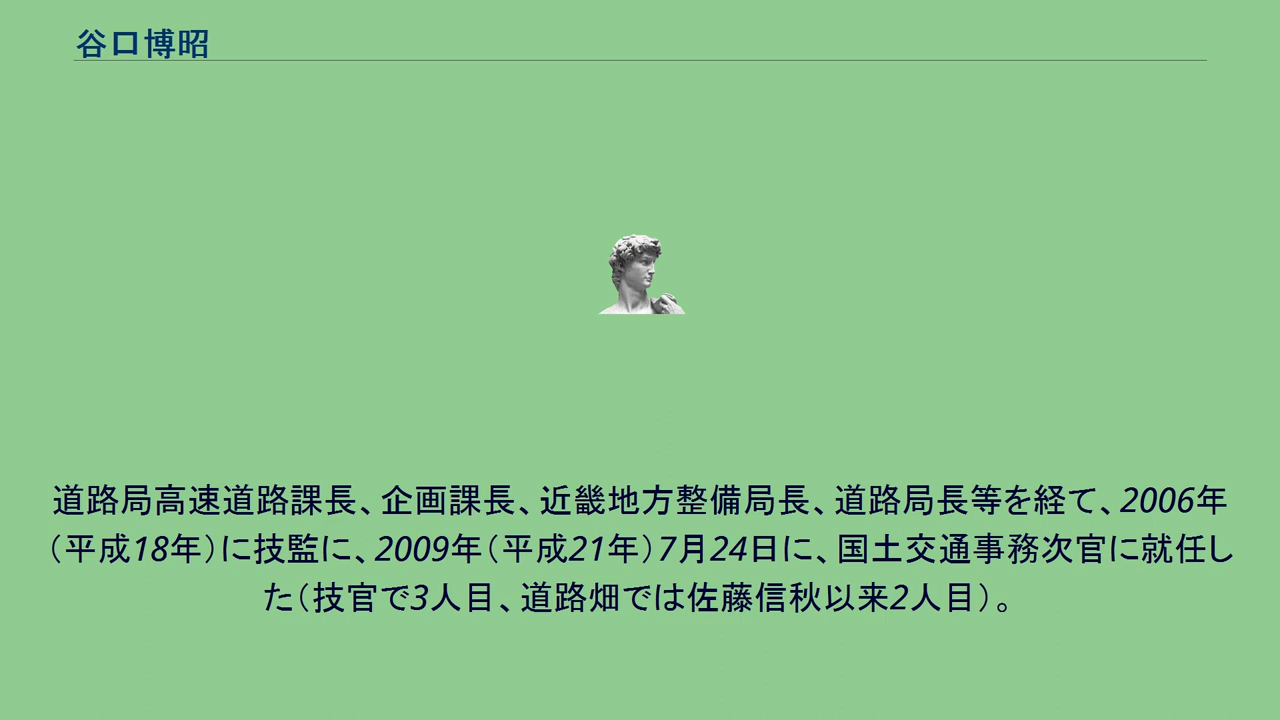 谷口博昭
道路局高速道路課長、企画課長、近畿地方整備局長、道路局長等を経て、2006年
（平成18年）に技監に、2009年（平成21年）7月24日に、国土交通事務次官に就任し
た（技官で3人目、道路畑では佐藤信秋以来2人目）。